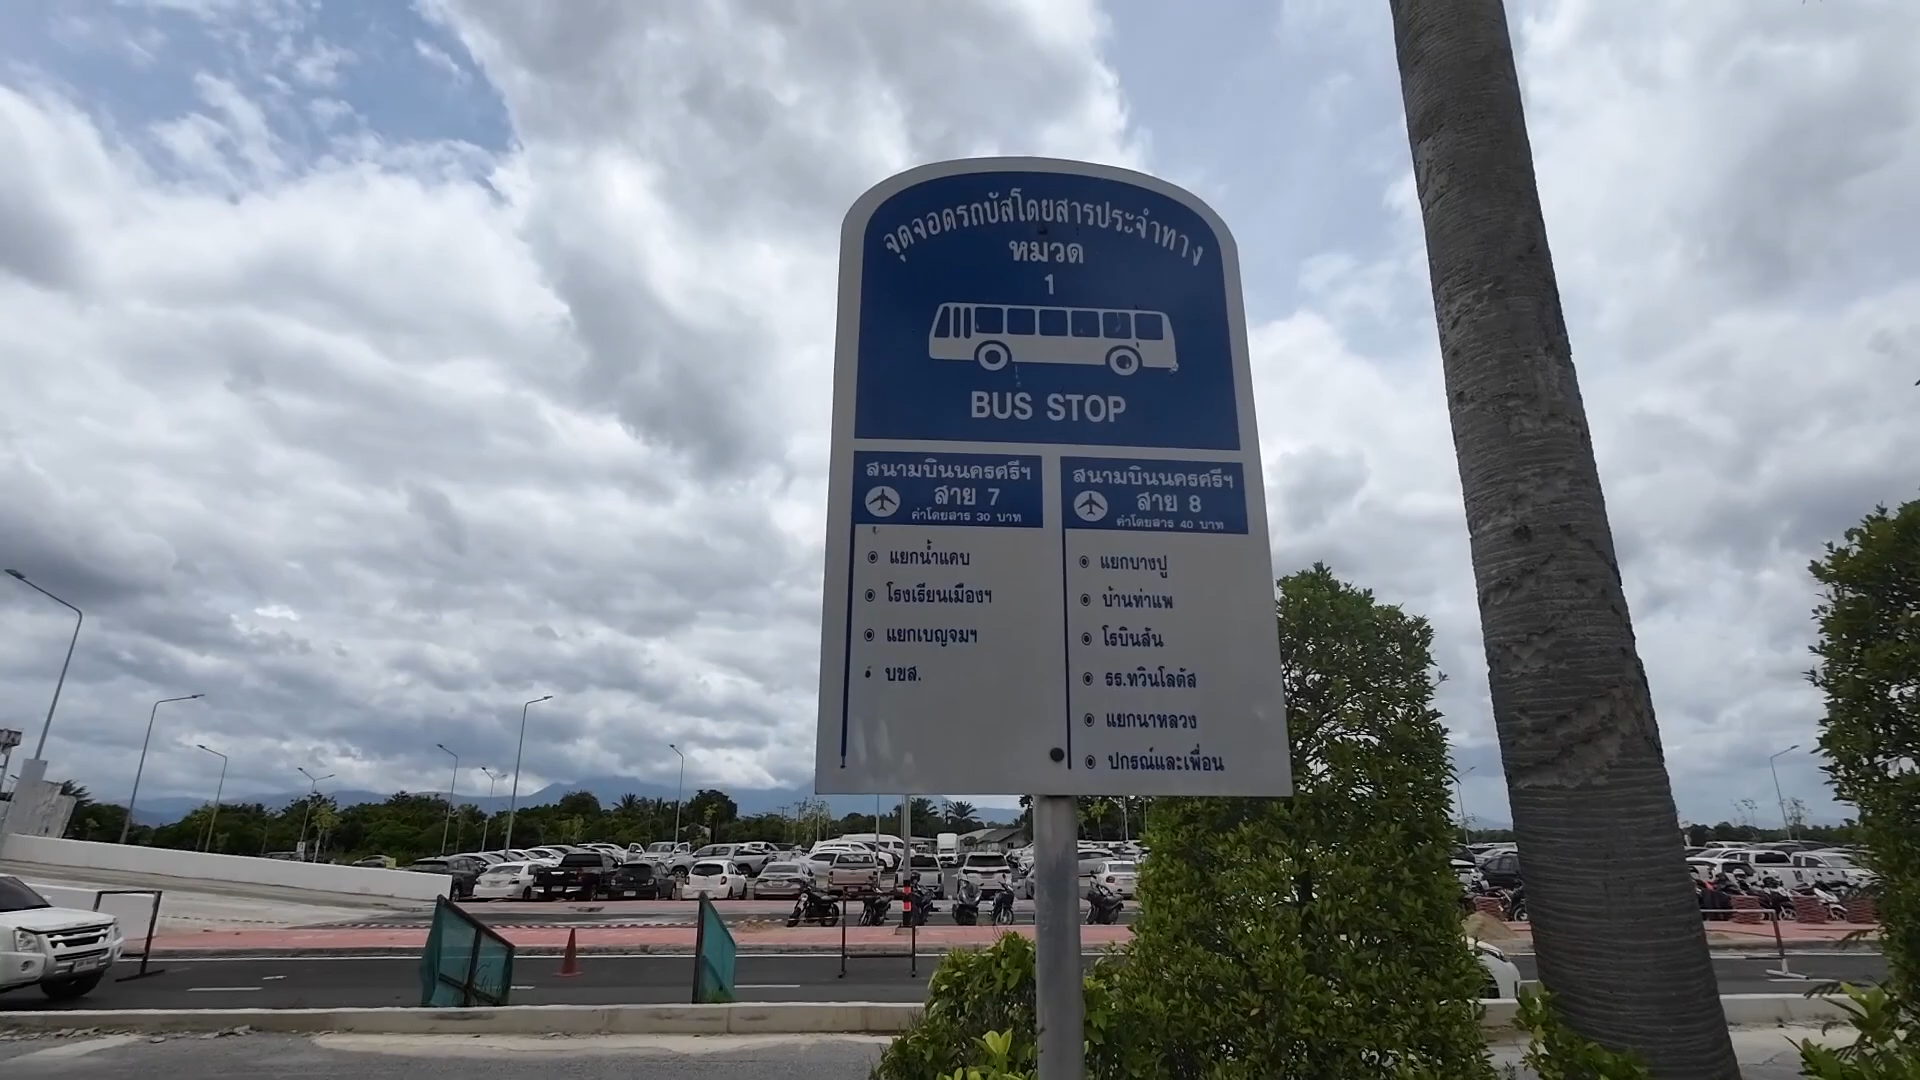 จุดจอดรถบัสโดยสารประจำทาง
หมวด
1
BUS STOP
สนามบินนครศรีฯ
สาย 7
ค่าโดยสาร 30 บาท
แยกน้ำแคบ
โรงเรียนเมืองฯ
แยกเบญจมฯ
บขส.
สนามบินนครศรีฯ
สาย 8
ค่าโดยสาร 40 บาท
แยกบางปู
บ้านท่าแพ
โรบินสัน
รร.ทวินโลตัส
แยกนาหลวง
ปกรณ์และเพื่อน